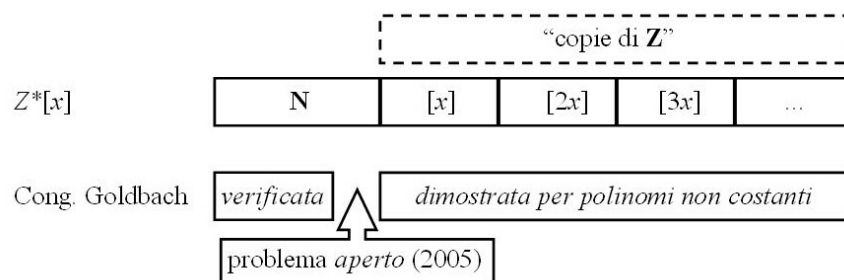 “copie di Z”
Z*[x] N [x] [2x] [3x] ...
Cong. Goldbach verificata dimostrata per polinomi non costanti
problema aperto (2005)